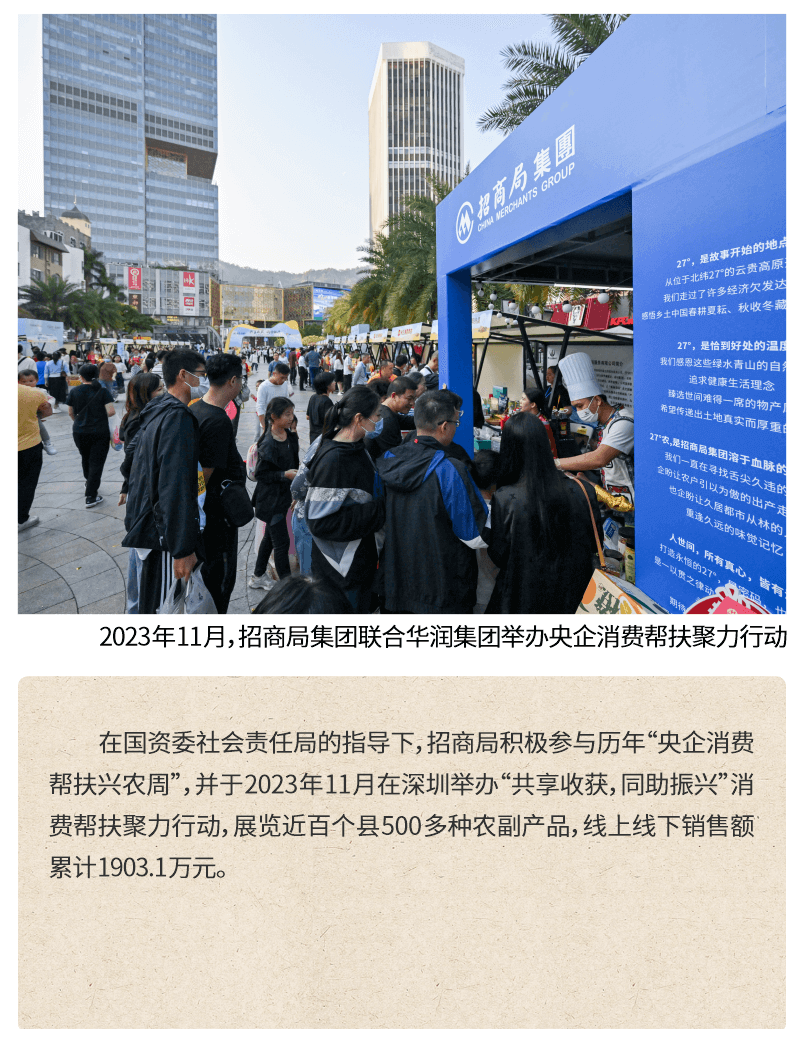 招商局集團
CHINA MERCHANTS GROUP
27°，是故事开始的地点
从位于北纬27°的云贵高原
我们走过了许多经济欠发达
感悟乡土中国春耕夏耘、秋收冬藏
27°，是恰到好处的温度
我们感恩这些绿水青山的自然
追求健康生活理念
臻选世间难得一席的物产
希望传递出土地真实而厚重的
27°农,是招商局集团溶于血脉的
我们一直在寻找舌尖久违的
企盼让农户引以为傲的出产走
也企盼让久居都市丛林的
重逢久远的味觉记忆
人世间，所有真心，皆有
打造永恒的27°，是密码
是一以贯之律动
期待
2023年11月，招商局集团联合华润集团举办央企消费帮扶聚力行动
在国资委社会责任局的指导下，招商局积极参与历年“央企消费
帮扶兴农周”，并于2023年11月在深圳举办“共享收获，同助振兴”消
费帮扶聚力行动，展览近百个县500多种农副产品，线上线下销售额
累计1903.1万元。